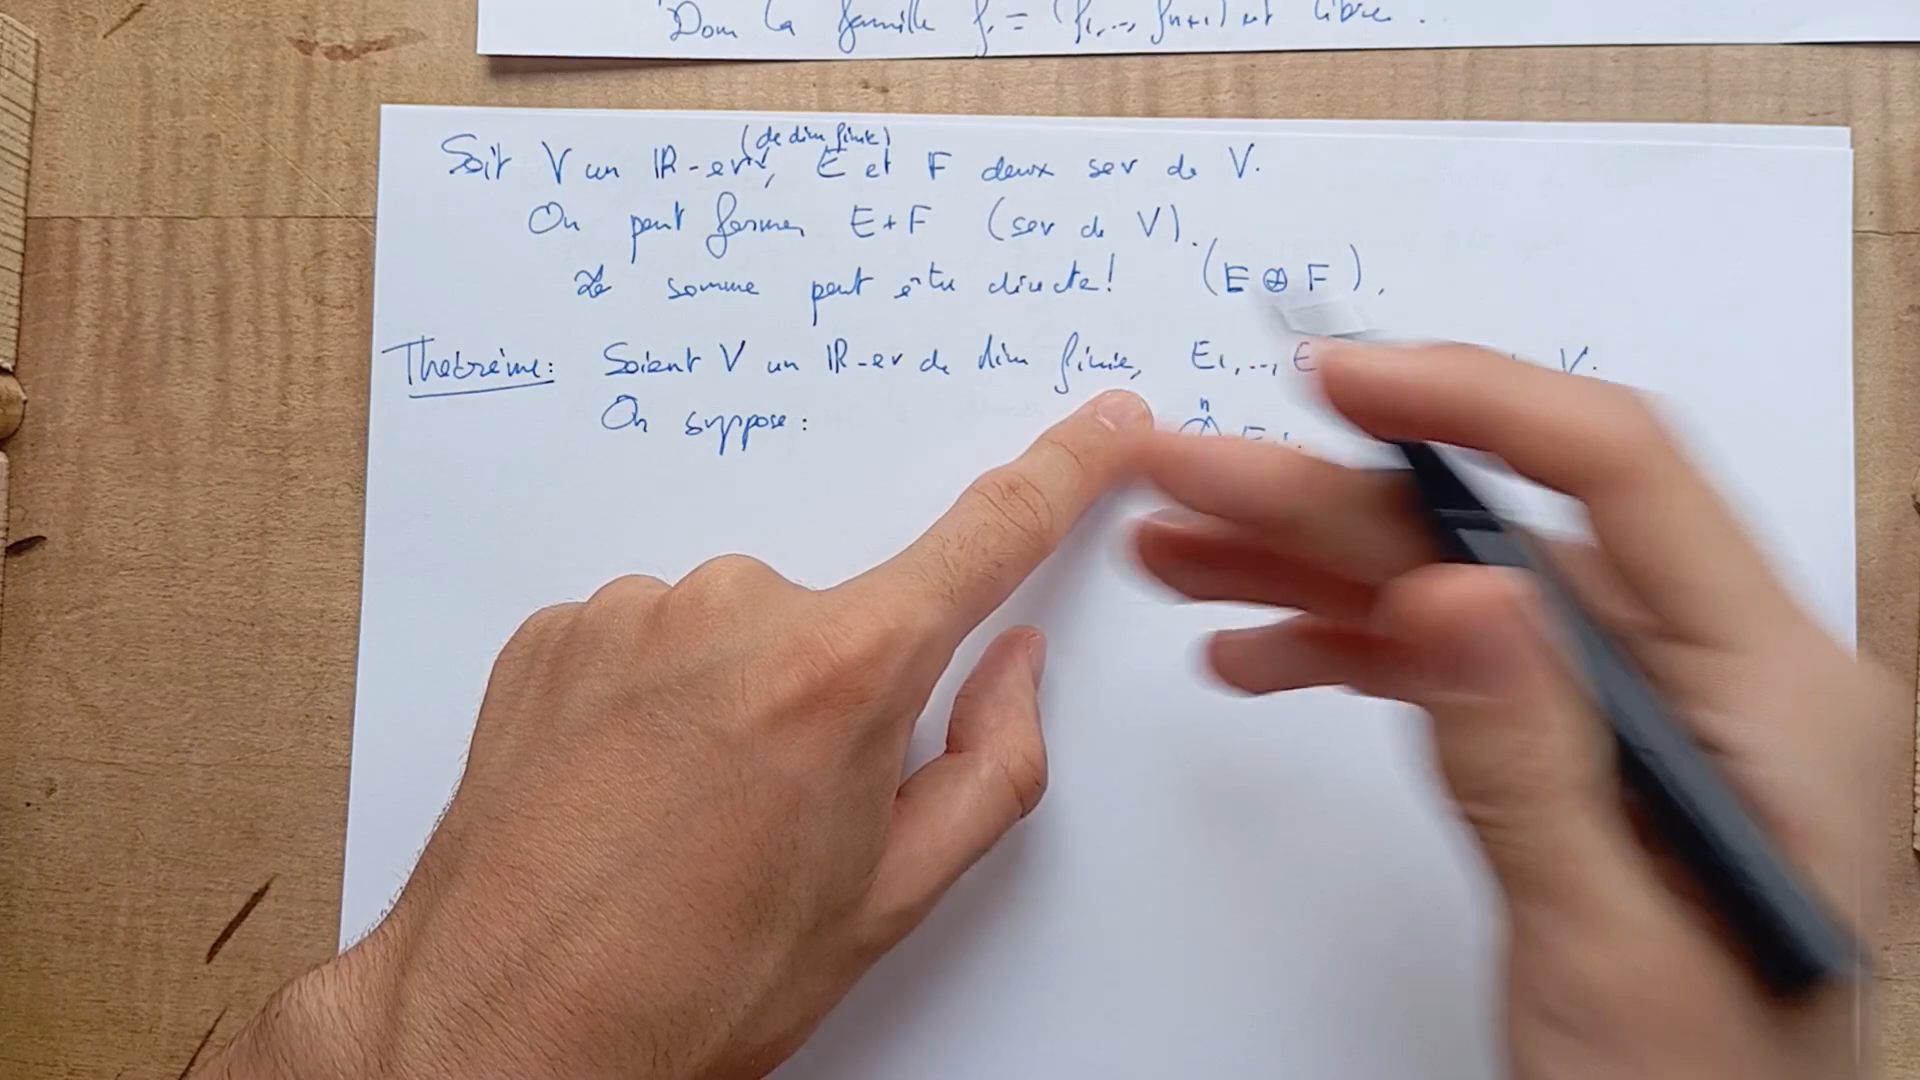 Donc la famille f, = (f1,.., fn+1) est libre.
(de dim finie)
Soit V un IR-ev, E et F deux sev de V.
On peut former E+F (sev de V).
La somme peut être directe! (E ⊕ F).
Théorème: Soient V un IR-ev de dim finie, E1,.., E V.
On suppose: n